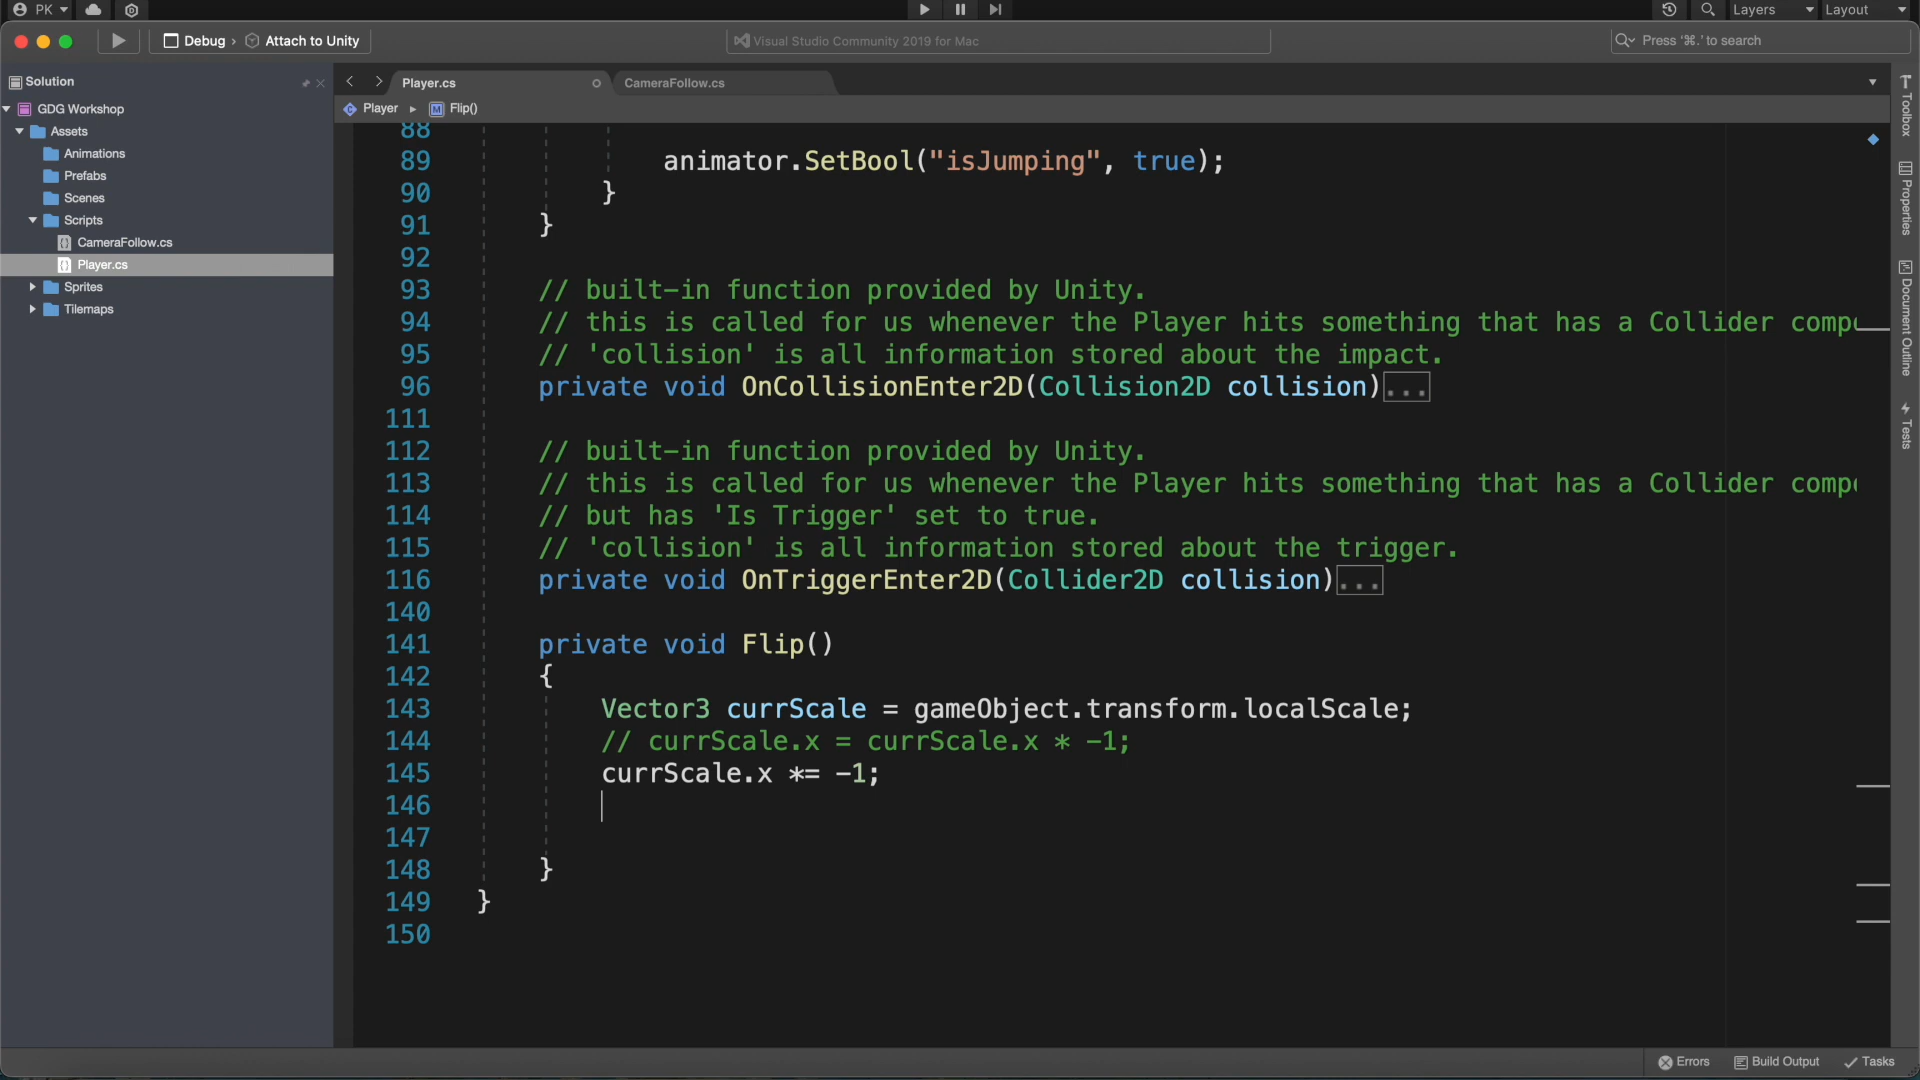 PK
Layers
Layout
Debug › Attach to Unity
Visual Studio Community 2019 for Mac
Press '⌘.' to search
Solution
GDG Workshop
Assets
Animations
Prefabs
Scenes
Scripts
CameraFollow.cs
Player.cs
Sprites
Tilemaps
Player.cs
CameraFollow.cs
Player ▸ Flip()
88
89 animator.SetBool("isJumping", true);
90 }
91 }
92
93 // built-in function provided by Unity.
94 // this is called for us whenever the Player hits something that has a Collider comp
95 // 'collision' is all information stored about the impact.
96 private void OnCollisionEnter2D(Collision2D collision)...
111
112 // built-in function provided by Unity.
113 // this is called for us whenever the Player hits something that has a Collider comp
114 // but has 'Is Trigger' set to true.
115 // 'collision' is all information stored about the trigger.
116 private void OnTriggerEnter2D(Collider2D collision)...
140
141 private void Flip()
142 {
143 Vector3 currScale = gameObject.transform.localScale;
144 // currScale.x = currScale.x * -1;
145 currScale.x *= -1;
146
147
148 }
149 }
150
Toolbox
Properties
Document Outline
Tests
Errors
Build Output
Tasks